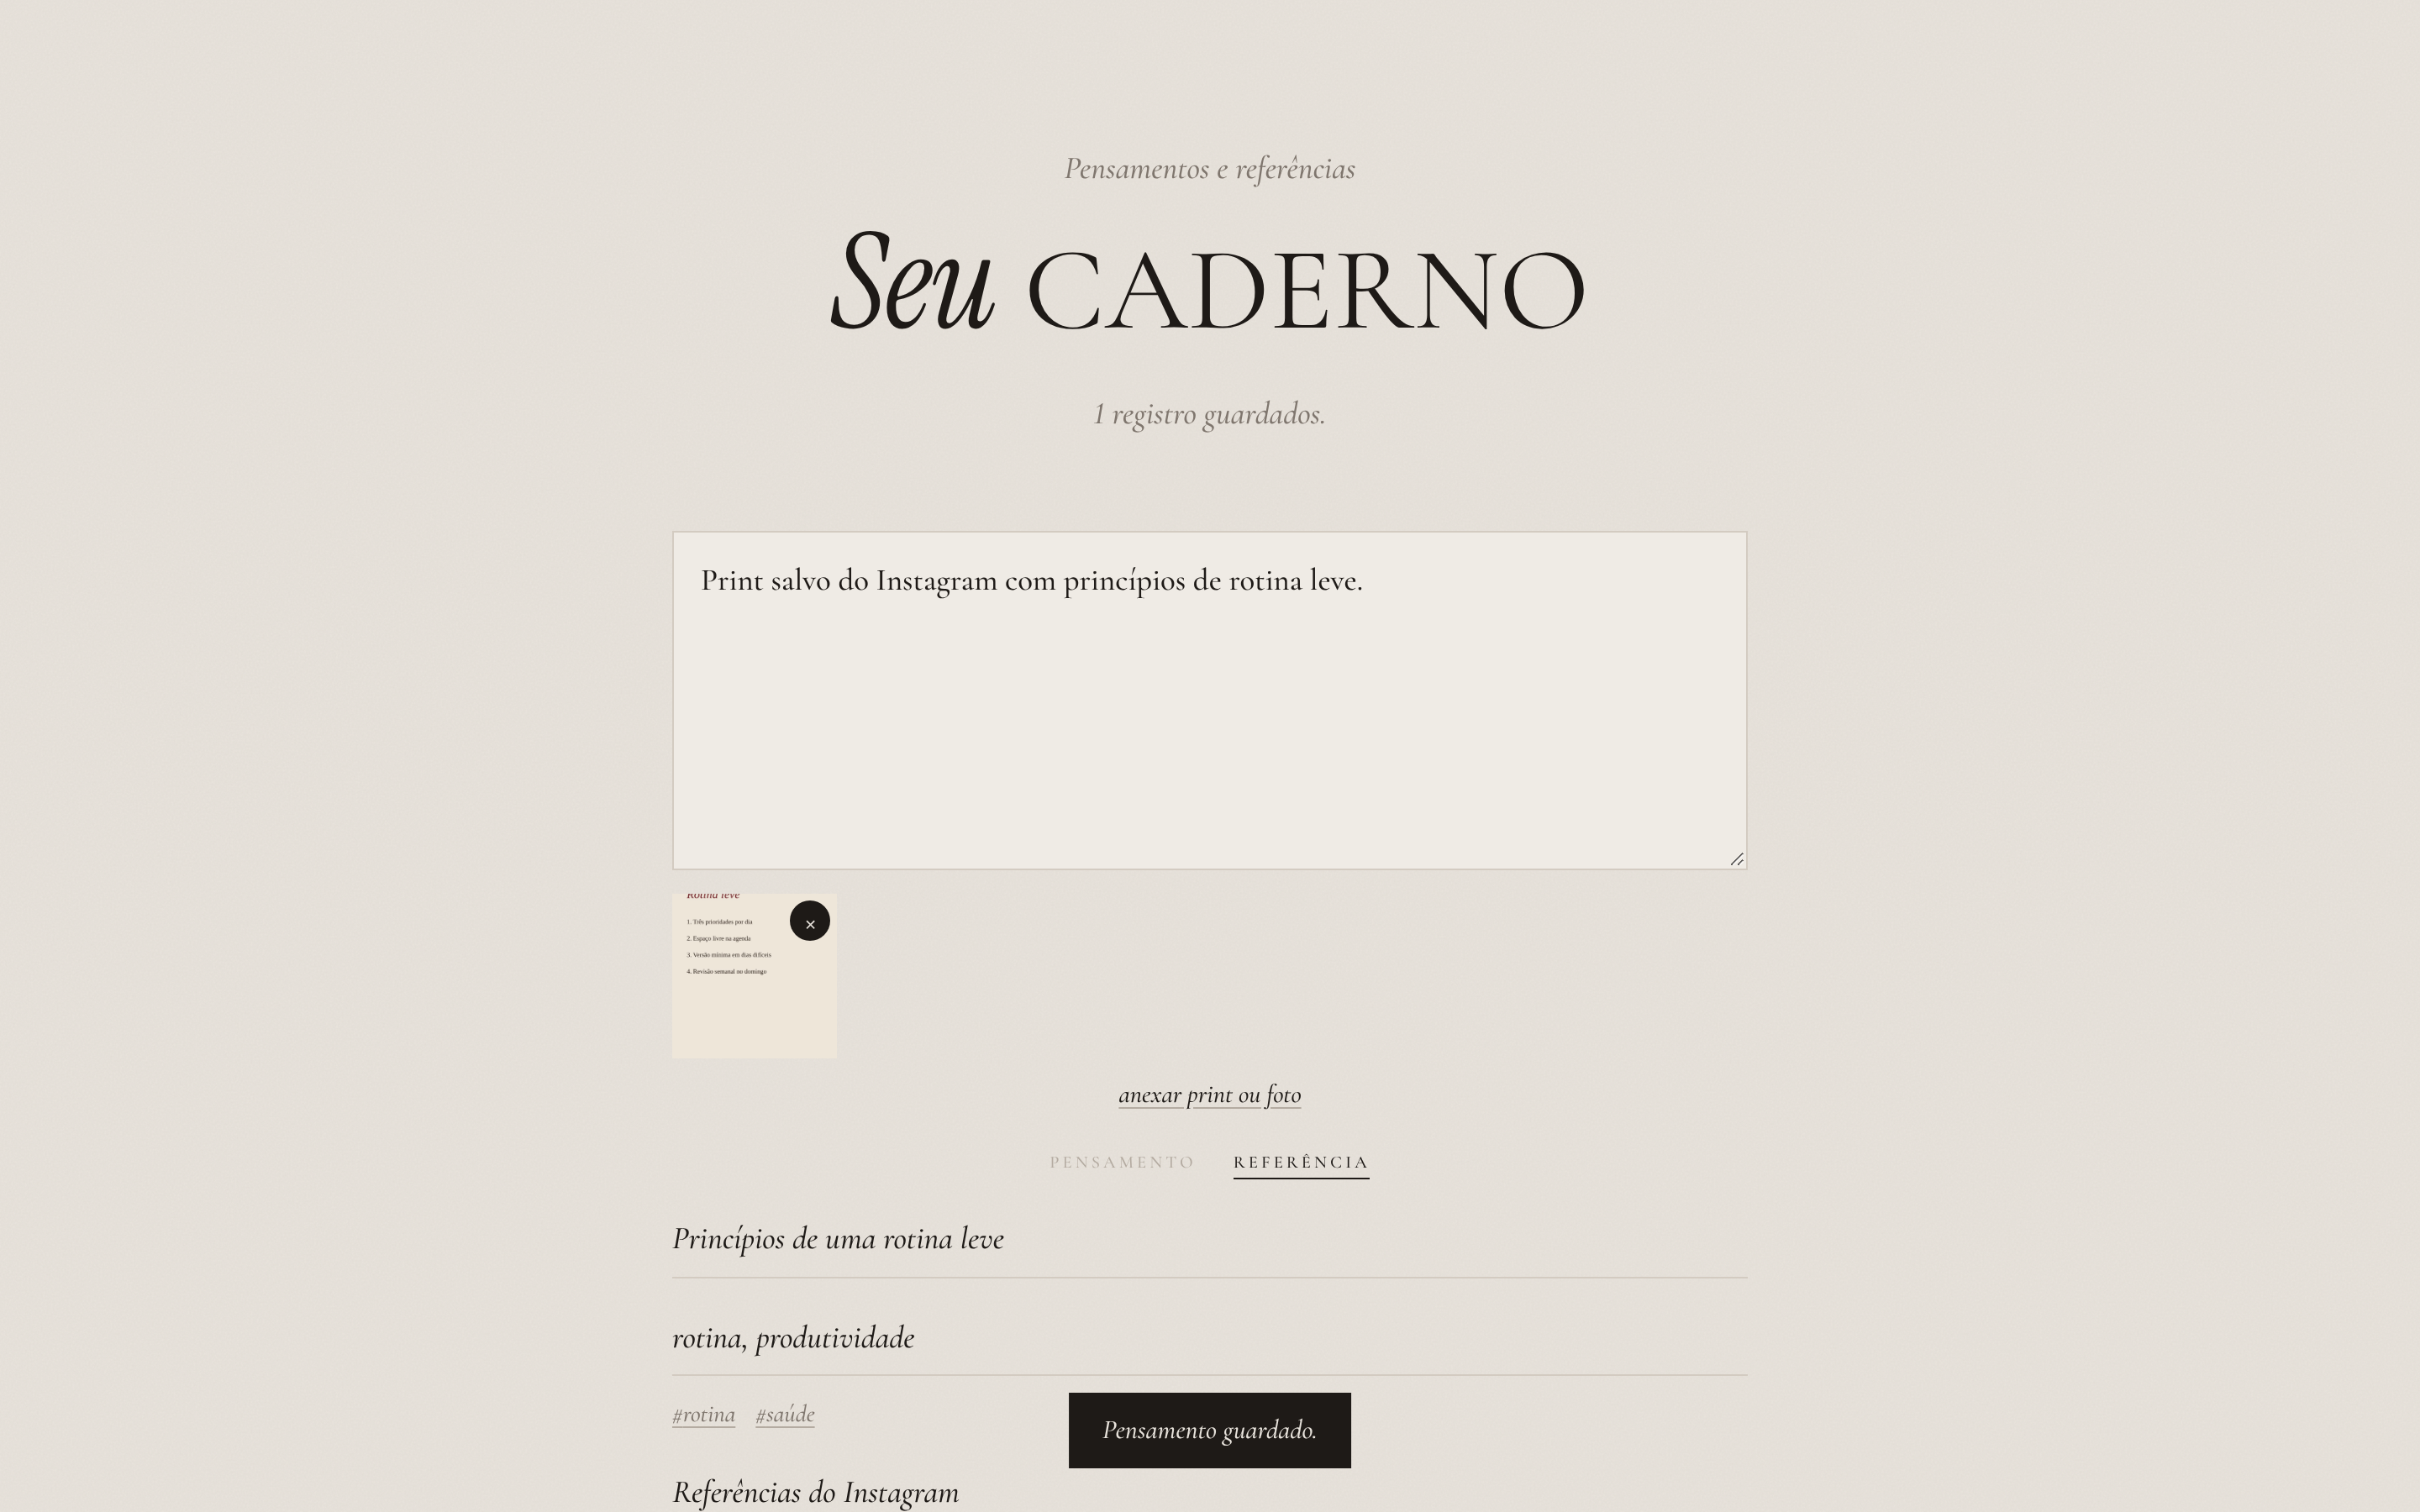 Pensamentos e referências
Seu CADERNO
1 registro guardados.
Print salvo do Instagram com princípios de rotina leve.
Rotina leve
1. Três prioridades por dia
2. Espaço livre na agenda
3. Versão mínima em dias difíceis
4. Revisão semanal no domingo
×
anexar print ou foto
PENSAMENTO REFERÊNCIA
Princípios de uma rotina leve
rotina, produtividade
#rotina #saúde
Pensamento guardado.
Referências do Instagram